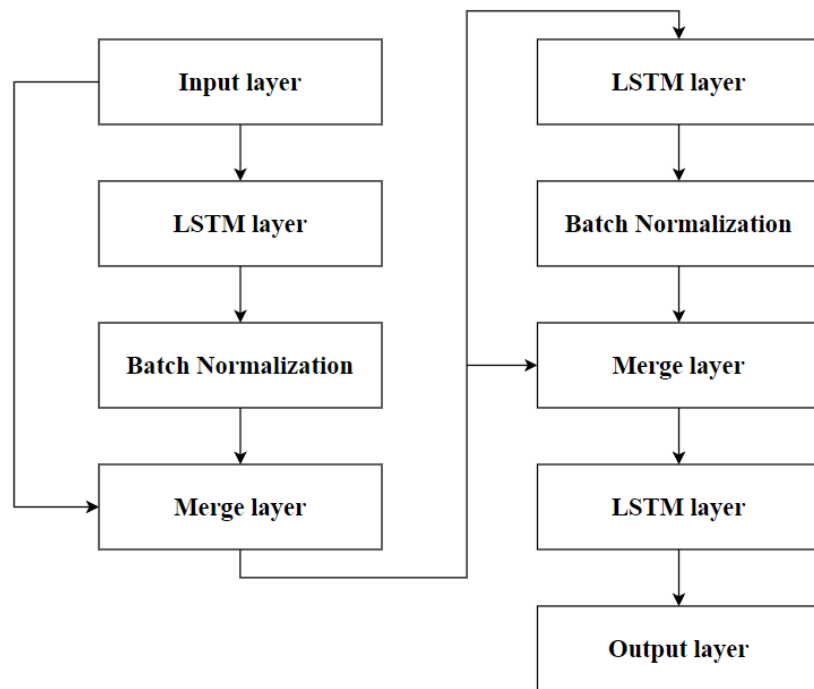 Input layer
LSTM layer
Batch Normalization
Merge layer
LSTM layer
Batch Normalization
Merge layer
LSTM layer
Output layer